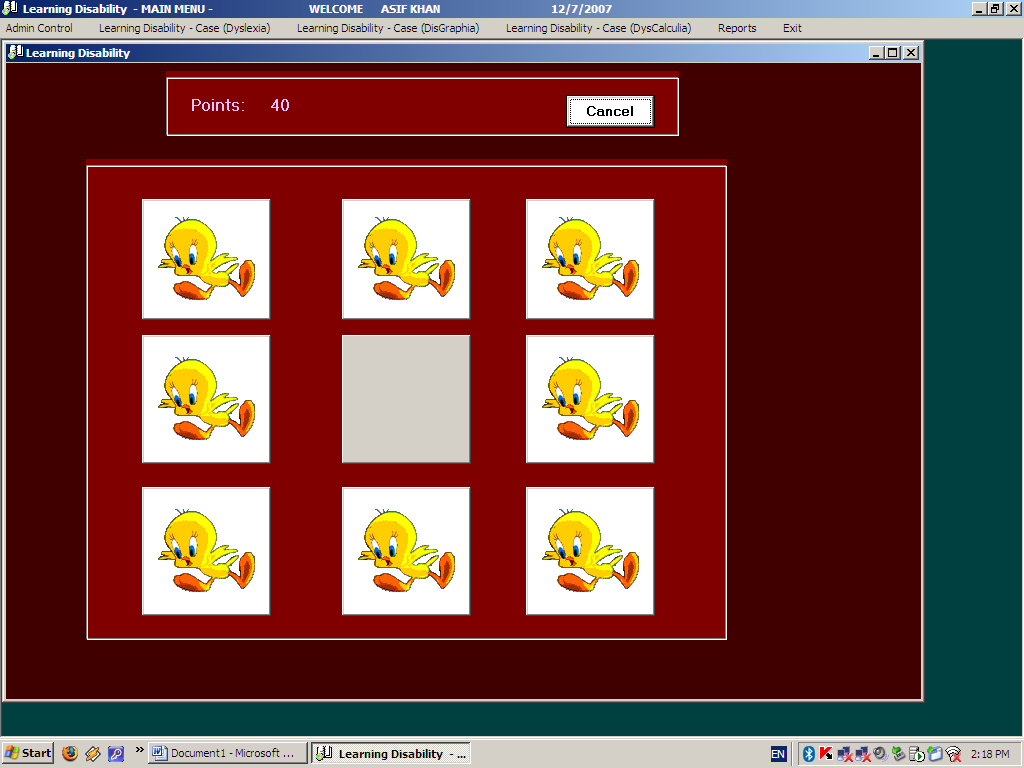 Learning Disability - MAIN MENU - WELCOME ASIF KHAN 12/7/2007
Admin Control Learning Disability - Case (Dyslexia) Learning Disability - Case (DisGraphia) Learning Disability - Case (DysCalculia) Reports Exit
Learning Disability
Points: 40
Cancel
Start » Document1 - Microsoft ... Learning Disability - ... EN 2:18 PM